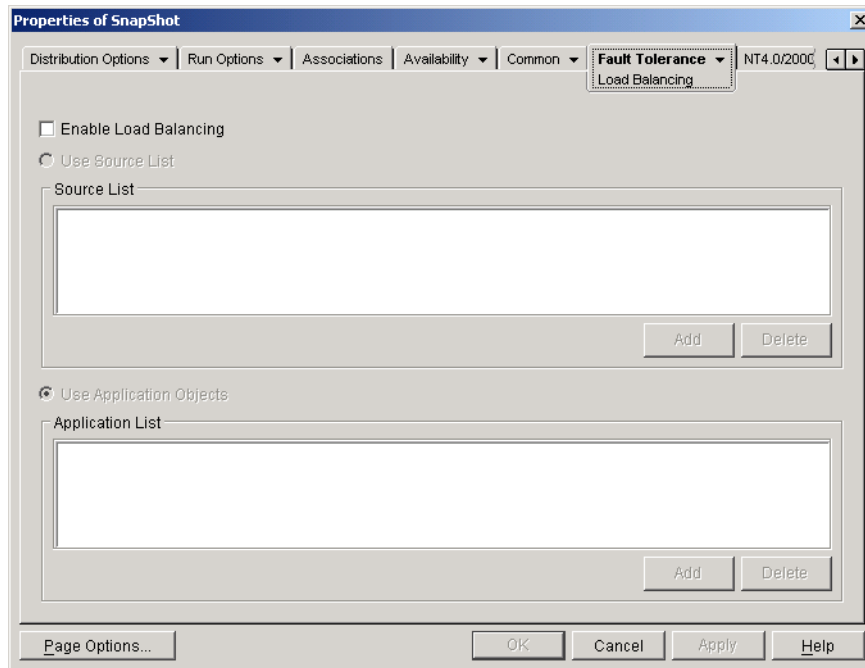 Properties of SnapShot
Distribution Options Run Options Associations Availability Common Fault Tolerance NT4.0/2000
Load Balancing
Enable Load Balancing
Use Source List
Source List
Add Delete
Use Application Objects
Application List
Add Delete
Page Options... OK Cancel Apply Help